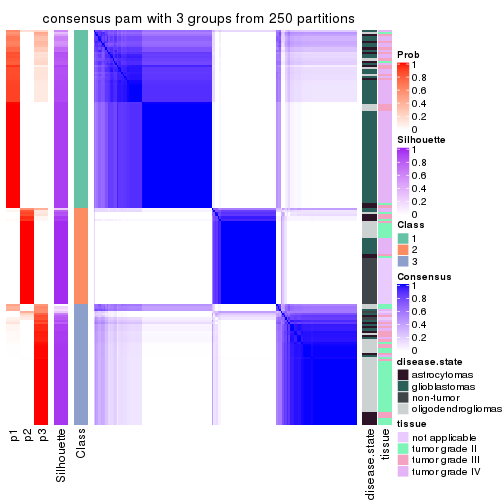 consensus pam with 3 groups from 250 partitions
Prob
1
0.8
0.6
0.4
0.2
0
Silhouette
1
0.8
0.6
0.4
0.2
0
Class
1
2
3
Consensus
1
0.8
0.6
0.4
0.2
0
disease.state
astrocytomas
glioblastomas
non-tumor
oligodendrogliomas
tissue
not applicable
tumor grade II
tumor grade III
tumor grade IV
p1
p2
p3
Silhouette
Class
disease.state
tissue